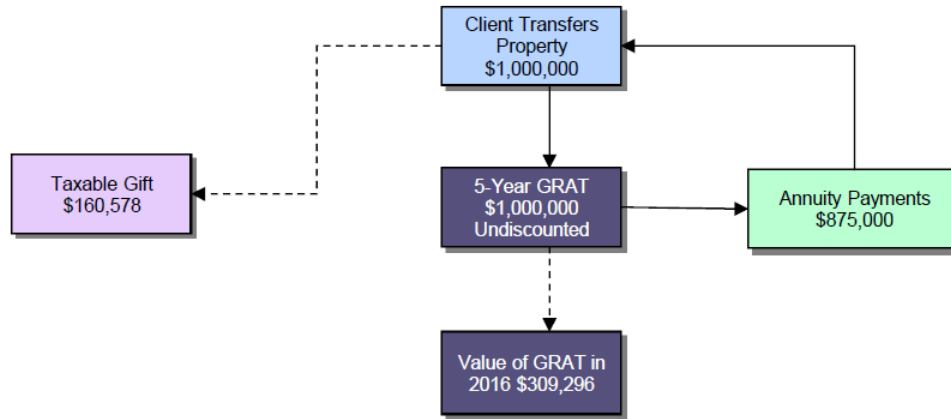 Client Transfers
Property
$1,000,000
Taxable Gift
$160,578
5-Year GRAT
$1,000,000
Undiscounted
Annuity Payments
$875,000
Value of GRAT in
2016 $309,296